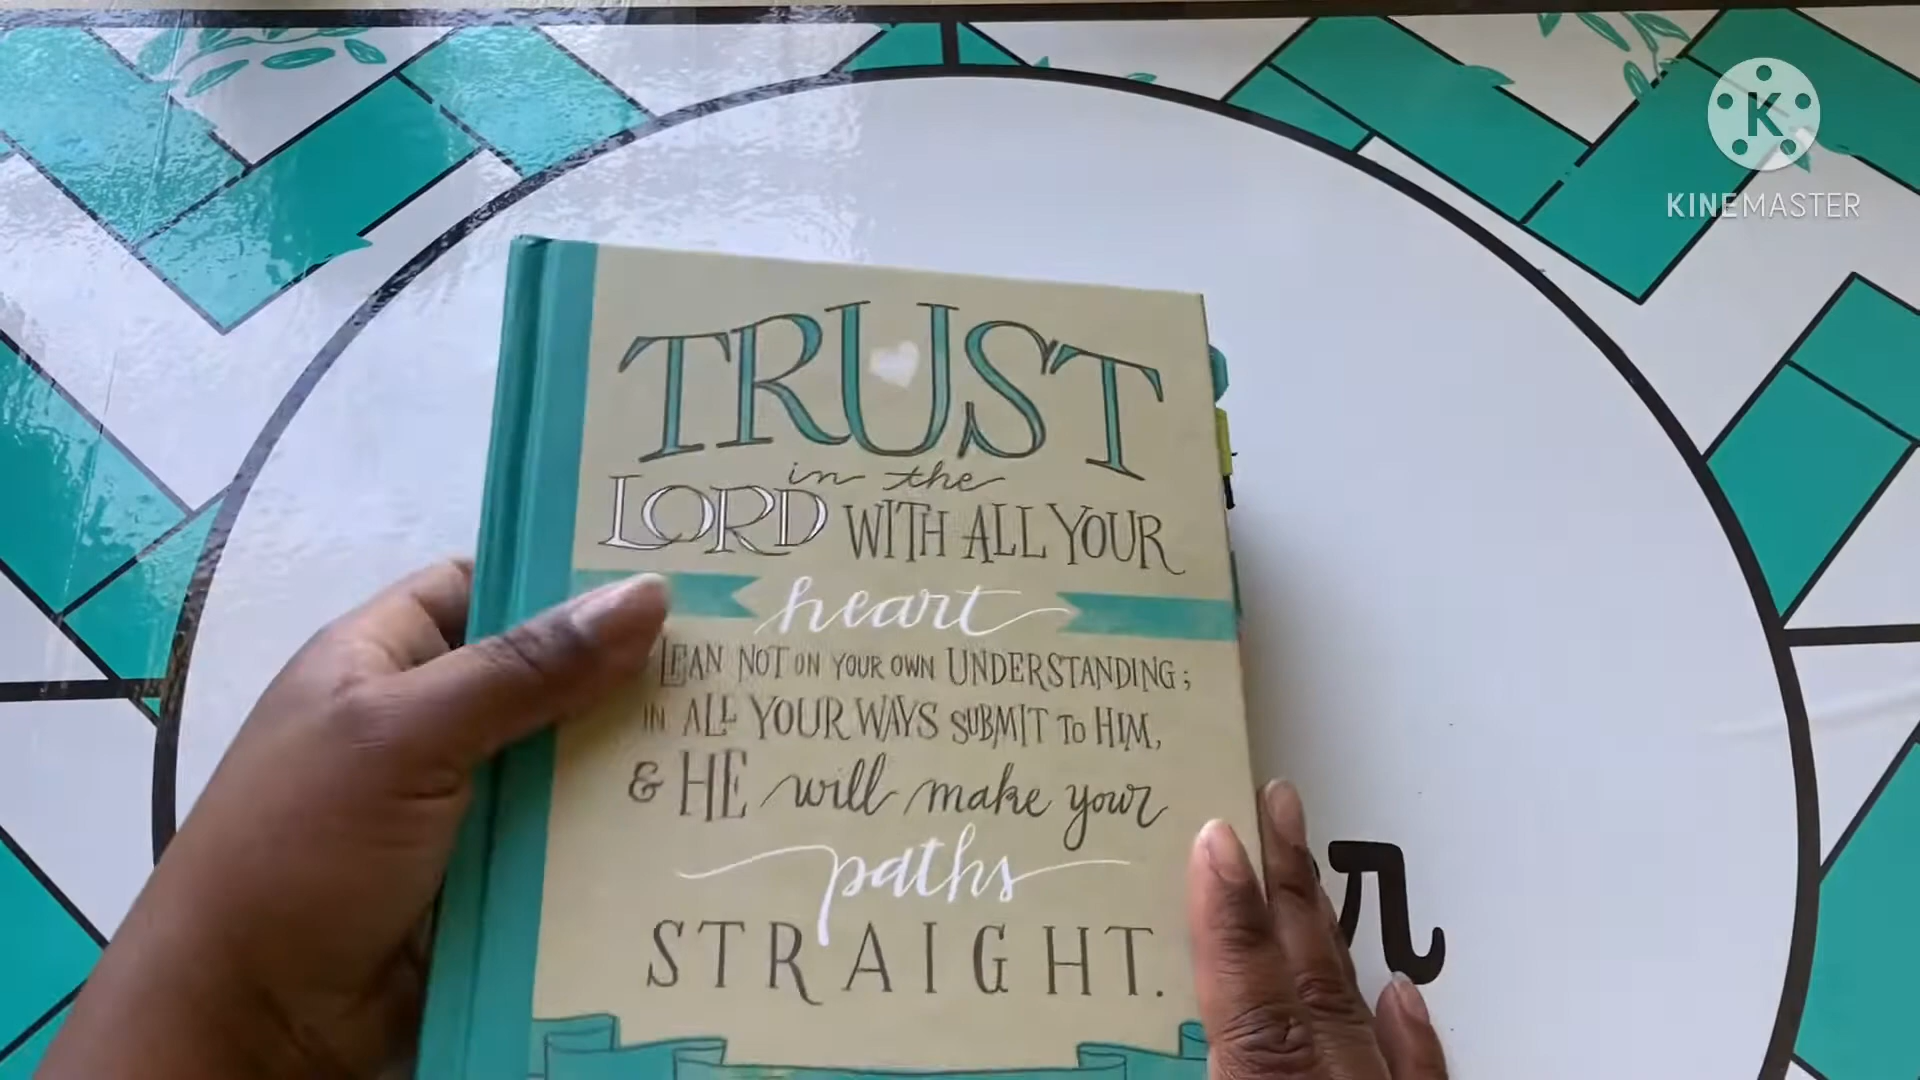 K
KINEMASTER
TRUST
in the
LORD WITH ALL YOUR
heart
LEAN NOT ON YOUR OWN UNDERSTANDING;
IN ALL YOUR WAYS SUBMIT TO HIM,
& HE will make your
paths
STRAIGHT.